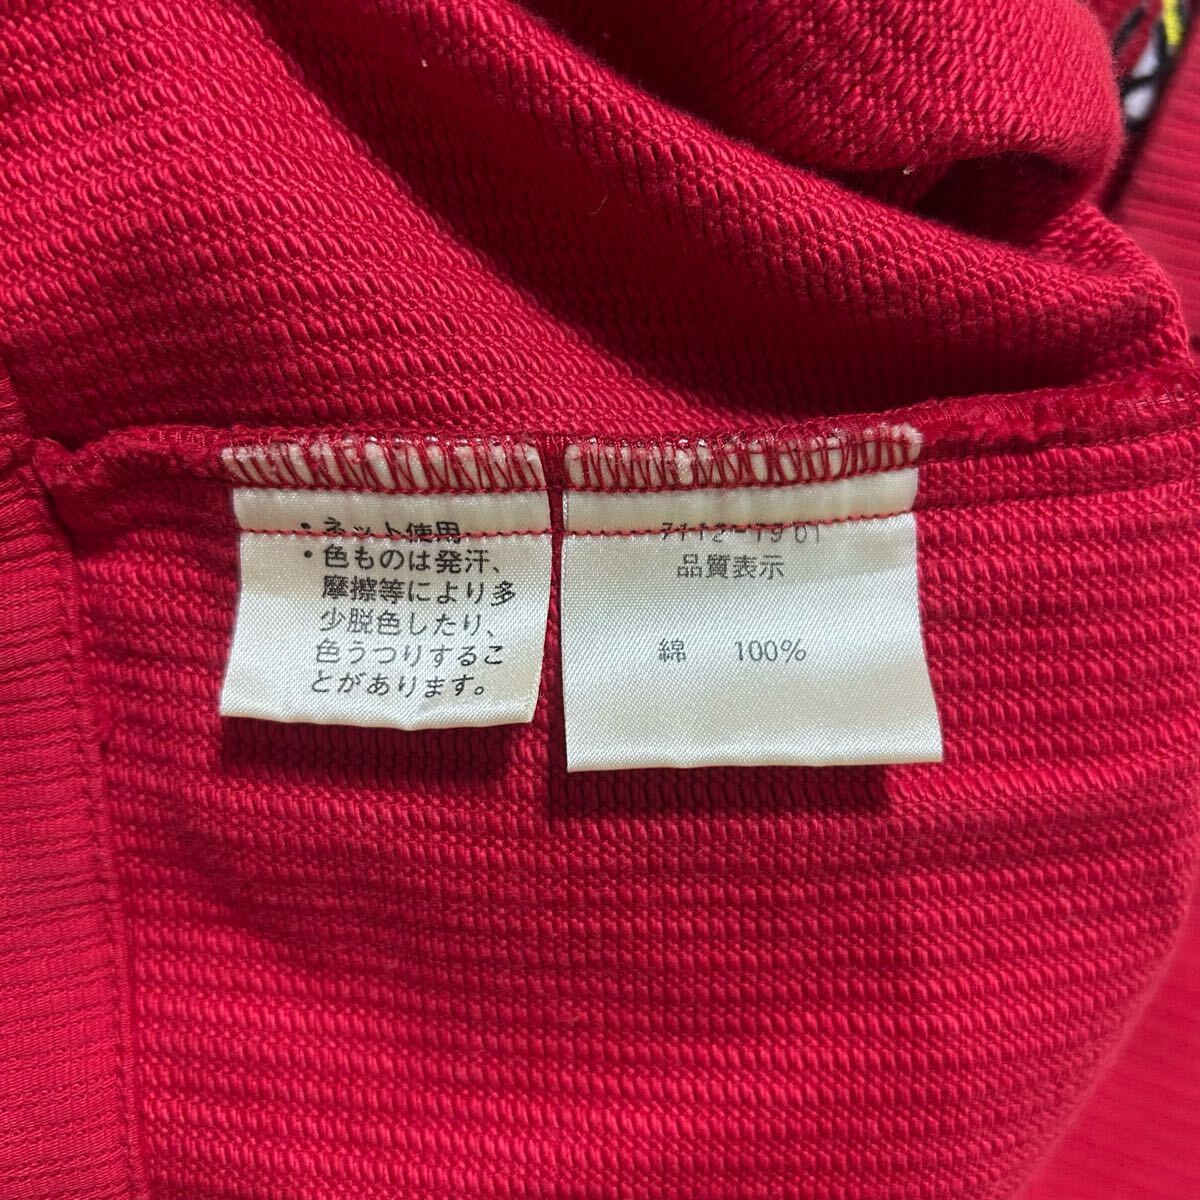 ・ネット使用
・色ものは発汗、
摩擦等により多
少脱色したり、
色うつりするこ
とがあります。
7112-1961
品質表示
綿 100%